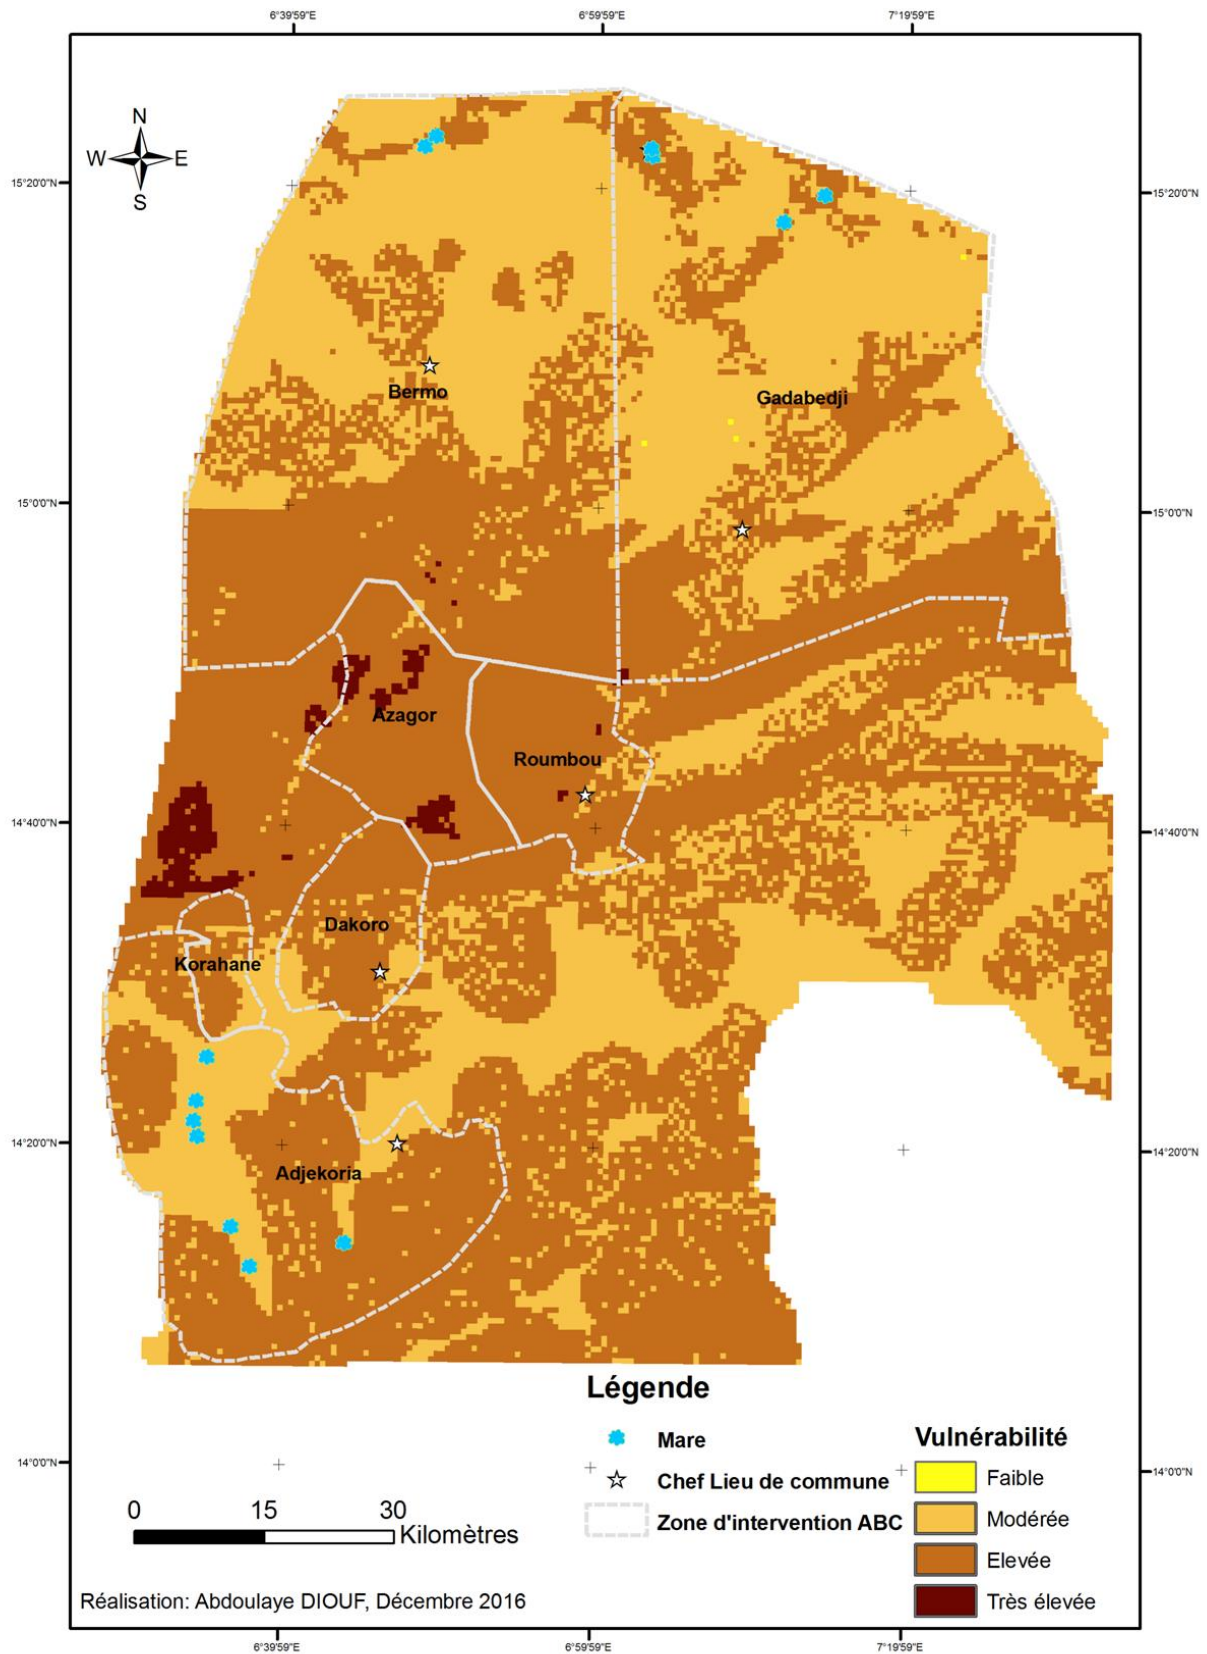 6°39'59"E
6°59'59"E
7°19'59"E
N
W
E
S
15°20'0"N
15°20'0"N
Bermo
Gadabedji
15°0'0"N
15°0'0"N
Azagor
Roumbou
14°40'0"N
14°40'0"N
Dakoro
Korahane
14°20'0"N
14°20'0"N
Adjekoria
Légende
Mare
Chef Lieu de commune
Zone d'intervention ABC
Vulnérabilité
Faible
Modérée
Elevée
Très élevée
14°0'0"N
14°0'0"N
0 15 30
Kilomètres
Réalisation: Abdoulaye DIOUF, Décembre 2016
6°39'59"E
6°59'59"E
7°19'59"E